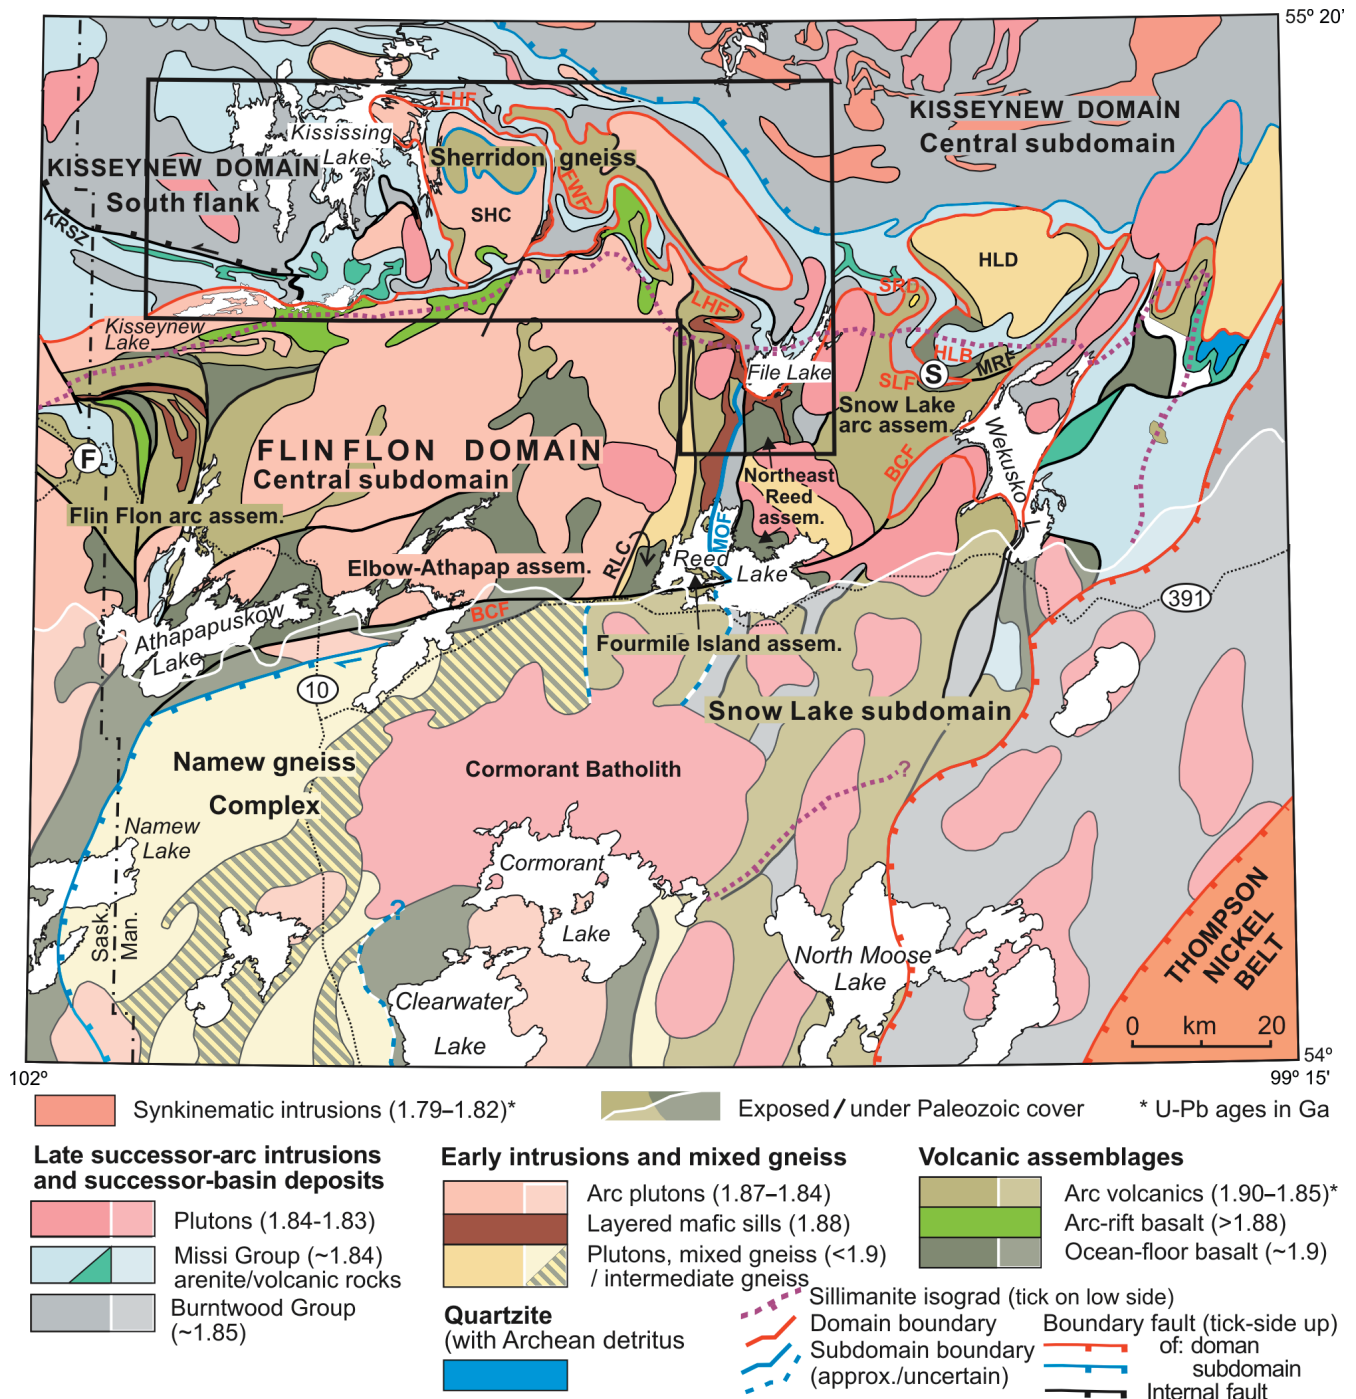 55º 20'
KISSEYNEW DOMAIN
Central subdomain
LHF
Kississing
Lake
Sherridon gneiss
KISSEYNEW DOMAIN
South flank
FWF
SHC
KRSZ
HLD
SRD
LHF
Kisseynew
Lake
HLB
MRF
S
SLF
File Lake
Snow Lake
arc assem.
FLIN FLON DOMAIN
Central subdomain
F
BCF
Wekusko
Northeast
Reed
assem.
Flin Flon arc assem.
MOF
RLC
Reed
Lake
Elbow-Athapap assem.
BCF
391
Athapapuskow
Lake
Fourmile Island assem.
10
Snow Lake subdomain
Namew gneiss
Complex
Cormorant Batholith
?
Namew
Lake
Cormorant
Lake
?
Sask.
Man.
North Moose
Lake
Clearwater
Lake
THOMPSON
NICKEL
BELT
0 km 20
54º
102º
99º 15'
Synkinematic intrusions (1.79–1.82)*
Exposed / under Paleozoic cover
* U-Pb ages in Ga
Late successor-arc intrusions
and successor-basin deposits
Plutons (1.84-1.83)
Missi Group (~1.84)
arenite/volcanic rocks
Burntwood Group
(~1.85)
Early intrusions and mixed gneiss
Arc plutons (1.87–1.84)
Layered mafic sills (1.88)
Plutons, mixed gneiss (<1.9)
/ intermediate gneiss
Quartzite
(with Archean detritus
Volcanic assemblages
Arc volcanics (1.90–1.85)*
Arc-rift basalt (>1.88)
Ocean-floor basalt (~1.9)
Sillimanite isograd (tick on low side)
Domain boundary
Subdomain boundary
(approx./uncertain)
Boundary fault (tick-side up)
of: doman
subdomain
Internal fault